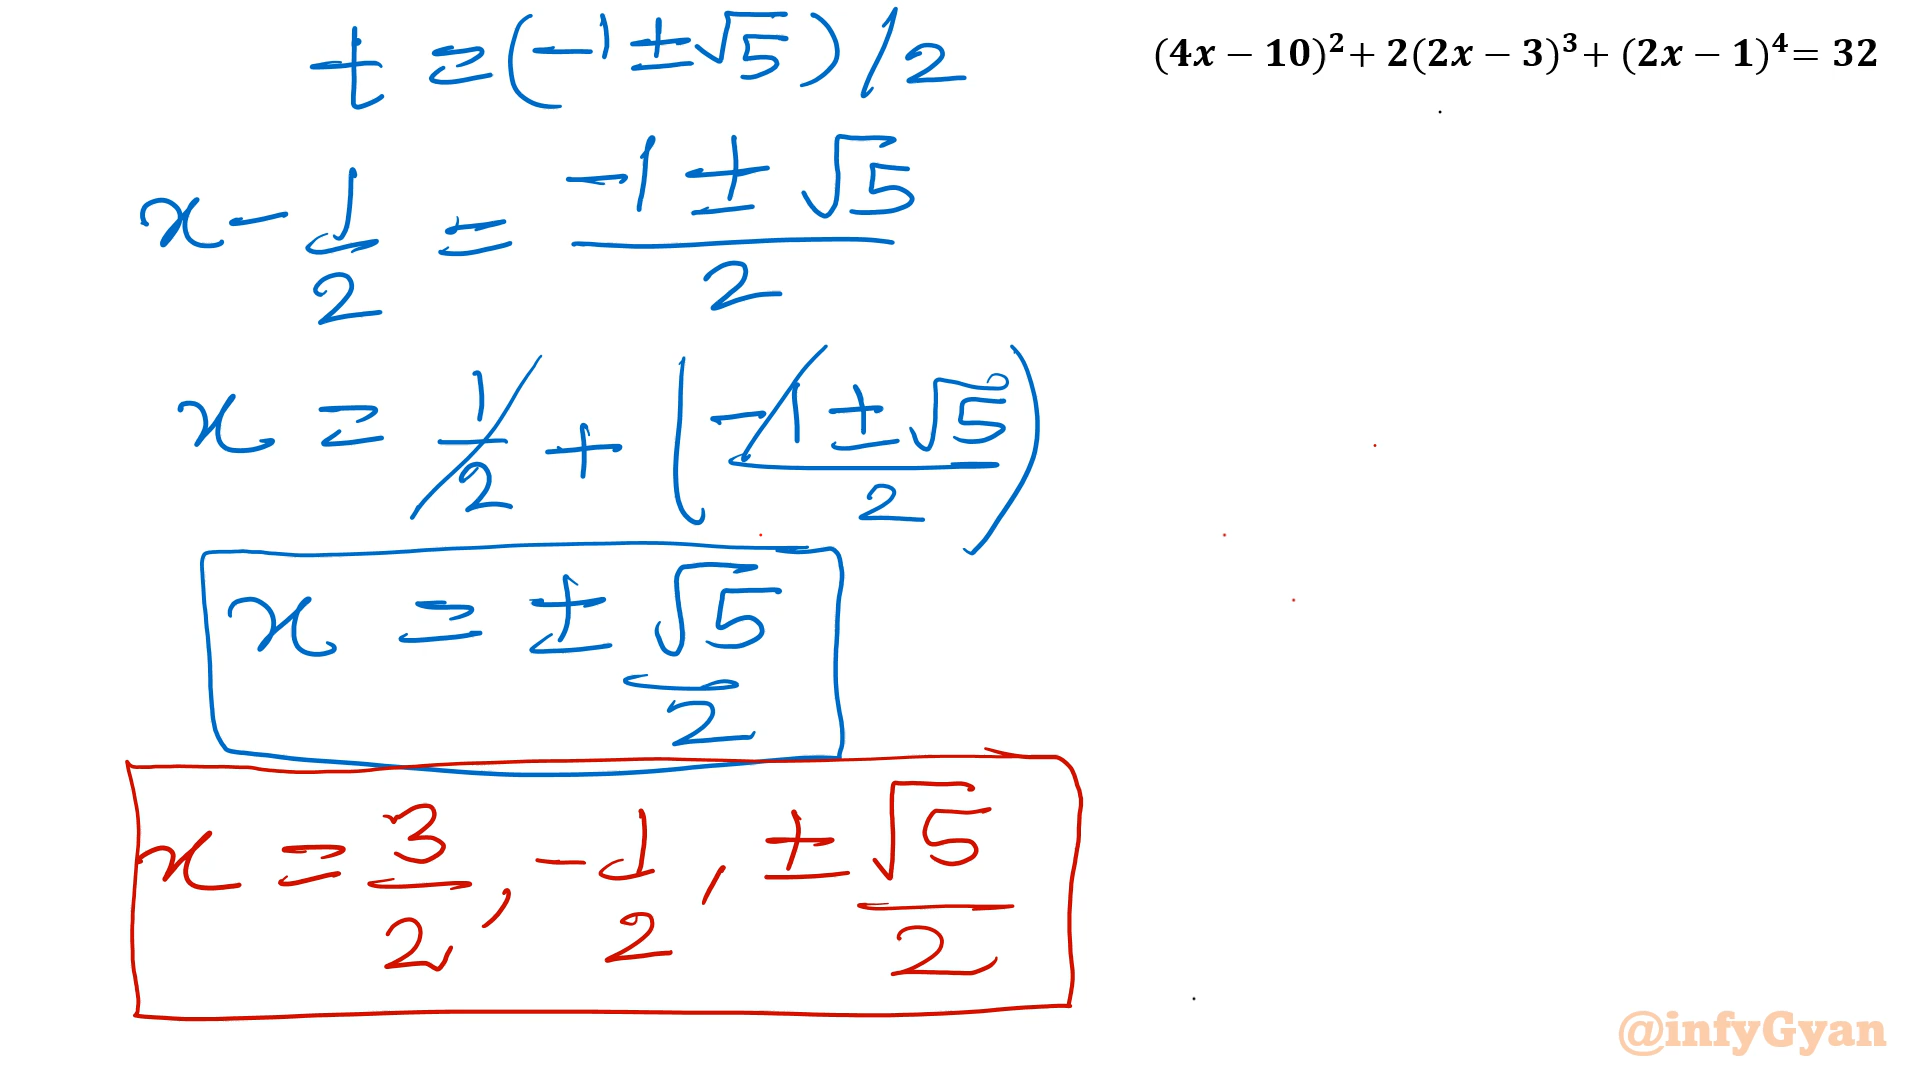 t = (-1 ± √5)/2
(4x − 10)² + 2(2x − 3)³ + (2x − 1)⁴ = 32
x - 1/2 = (-1 ± √5)/2
x = 1/2 + ((-1 ± √5)/2)
x = ± √5/2
x = 3/2, -1/2, ± √5/2
@infyGyan